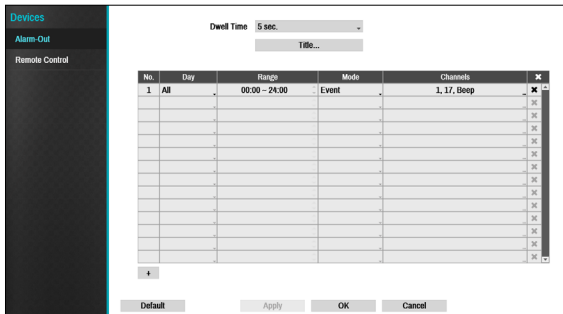 Devices
Alarm-Out
Remote Control
Dwell Time 5 sec.
Title...
No. Day Range Mode Channels ✖
1 All 00:00 ~ 24:00 Event 1, 17, Beep ✖
+
Default Apply OK Cancel